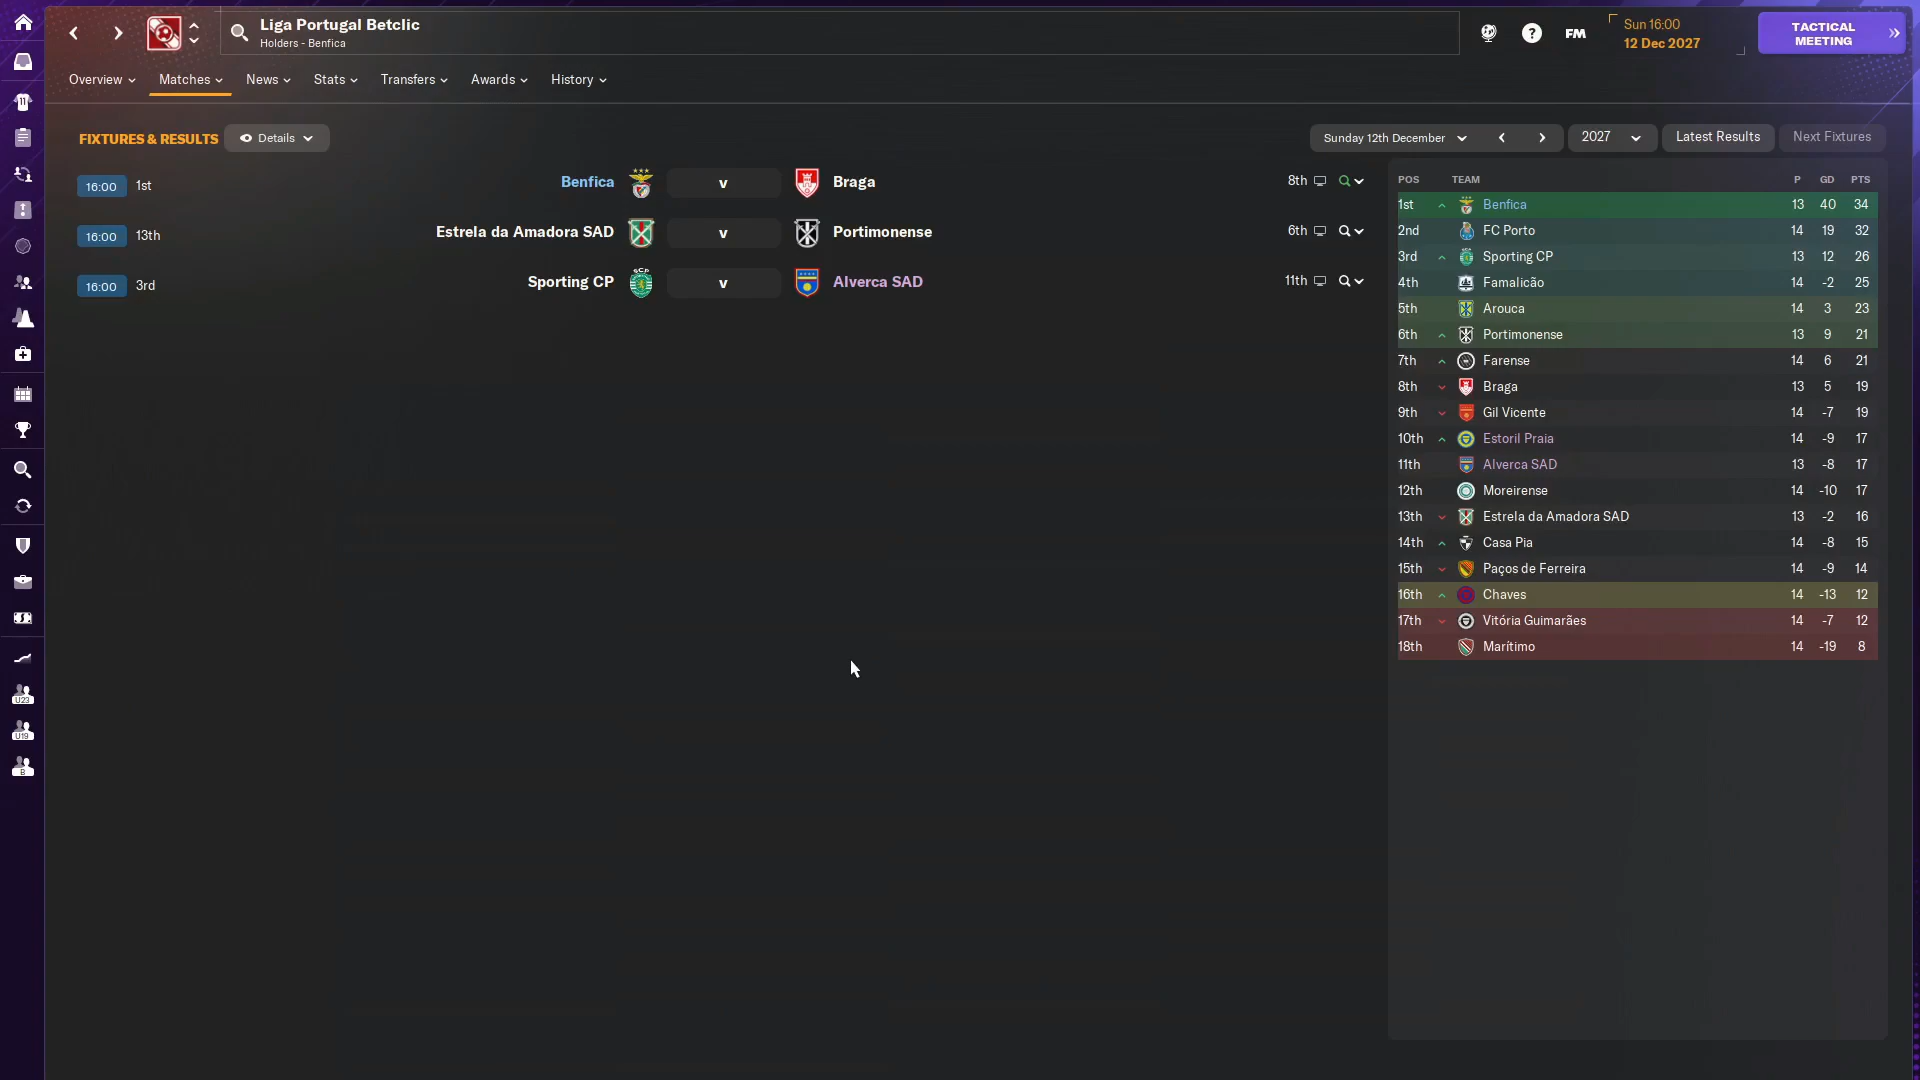 Liga Portugal Betclic
Holders - Benfica
FM
Sun 16:00
12 Dec 2027
TACTICAL
MEETING
Overview
Matches
News
Stats
Transfers
Awards
History
FIXTURES & RESULTS
Details
Sunday 12th December
2027
Latest Results
Next Fixtures
16:00 1st Benfica v Braga 8th
16:00 13th Estrela da Amadora SAD v Portimonense 6th
16:00 3rd Sporting CP v Alverca SAD 11th
POS TEAM P GD PTS
1st Benfica 13 40 34
2nd FC Porto 14 19 32
3rd Sporting CP 13 12 26
4th Famalicão 14 -2 25
5th Arouca 14 3 23
6th Portimonense 13 9 21
7th Farense 14 6 21
8th Braga 13 5 19
9th Gil Vicente 14 -7 19
10th Estoril Praia 14 -9 17
11th Alverca SAD 13 -8 17
12th Moreirense 14 -10 17
13th Estrela da Amadora SAD 13 -2 16
14th Casa Pia 14 -8 15
15th Paços de Ferreira 14 -9 14
16th Chaves 14 -13 12
17th Vitória Guimarães 14 -7 12
18th Marítimo 14 -19 8
U23
U19
B